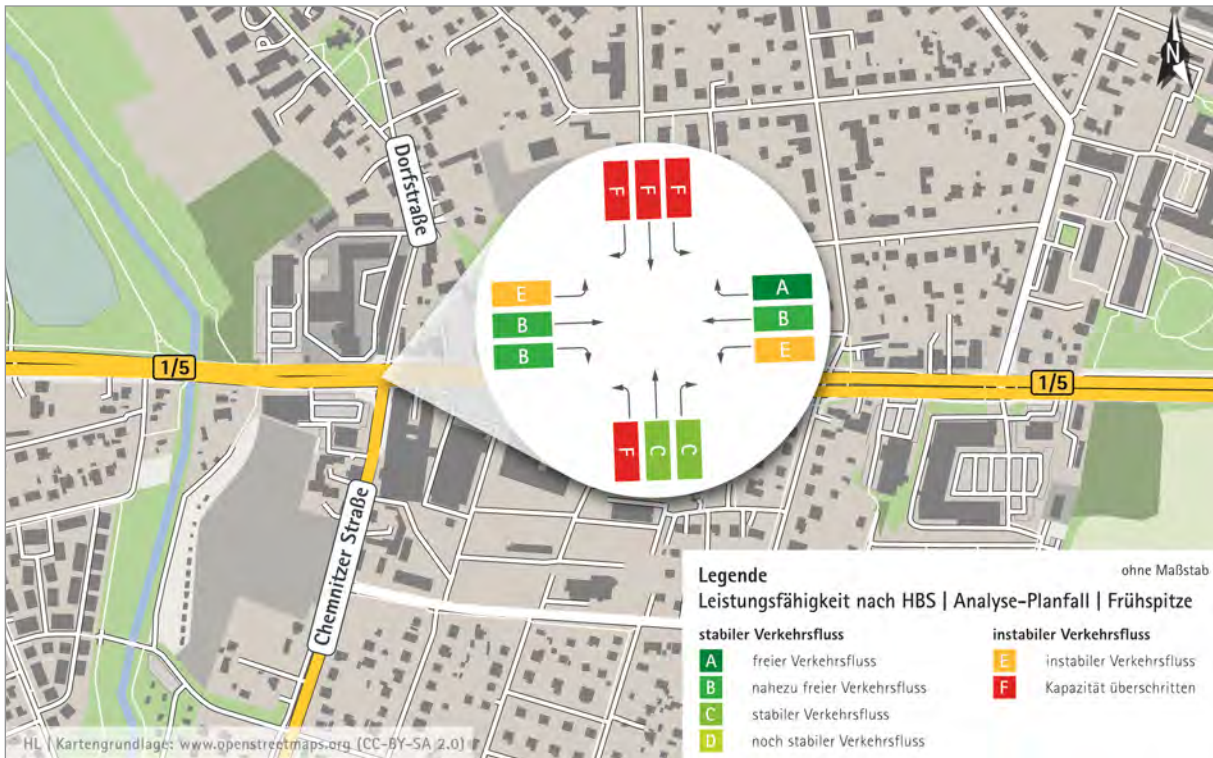 N
Dorfstraße
F F F
E
A
B
B
B
E
1/5
1/5
F C C
Chemnitzer Straße
Legende
ohne Maßstab
Leistungsfähigkeit nach HBS | Analyse-Planfall | Frühspitze
stabiler Verkehrsfluss
instabiler Verkehrsfluss
A freier Verkehrsfluss
E instabiler Verkehrsfluss
B nahezu freier Verkehrsfluss
F Kapazität überschritten
C stabiler Verkehrsfluss
D noch stabiler Verkehrsfluss
HL | Kartengrundlage: www.openstreetmaps.org (CC-BY-SA 2.0)